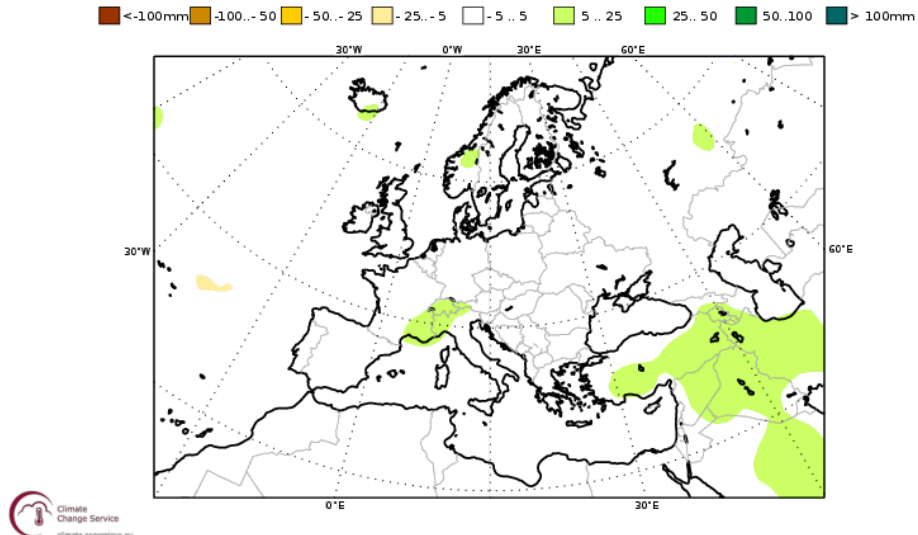 <-100mm -100..- 50 - 50..- 25 - 25..- 5 - 5 .. 5 5 .. 25 25.. 50 50..100 > 100mm
30°W 0°W 30°E 60°E
30°W 60°E
0°E 30°E
Climate
Change Service